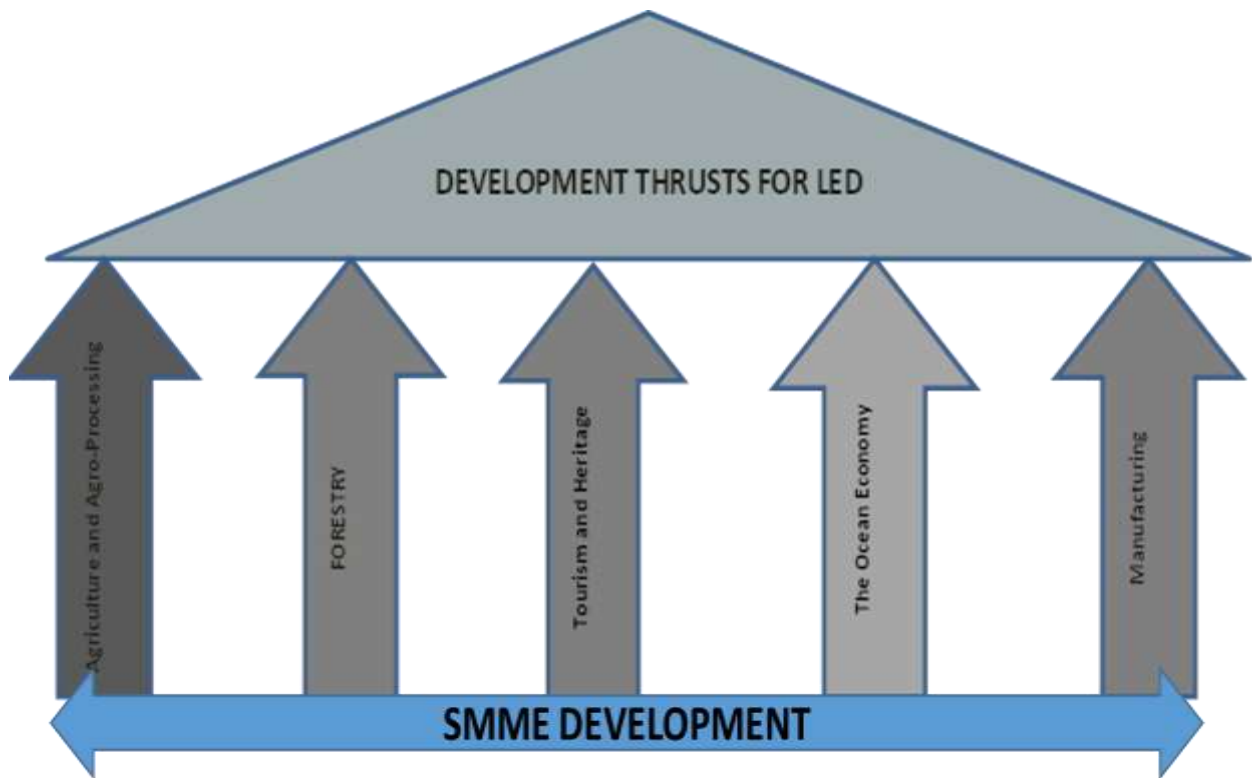 DEVELOPMENT THRUSTS FOR LED
Agriculture and Agro-Processing
FORESTRY
Tourism and Heritage
The Ocean Economy
Manufacturing
SMME DEVELOPMENT